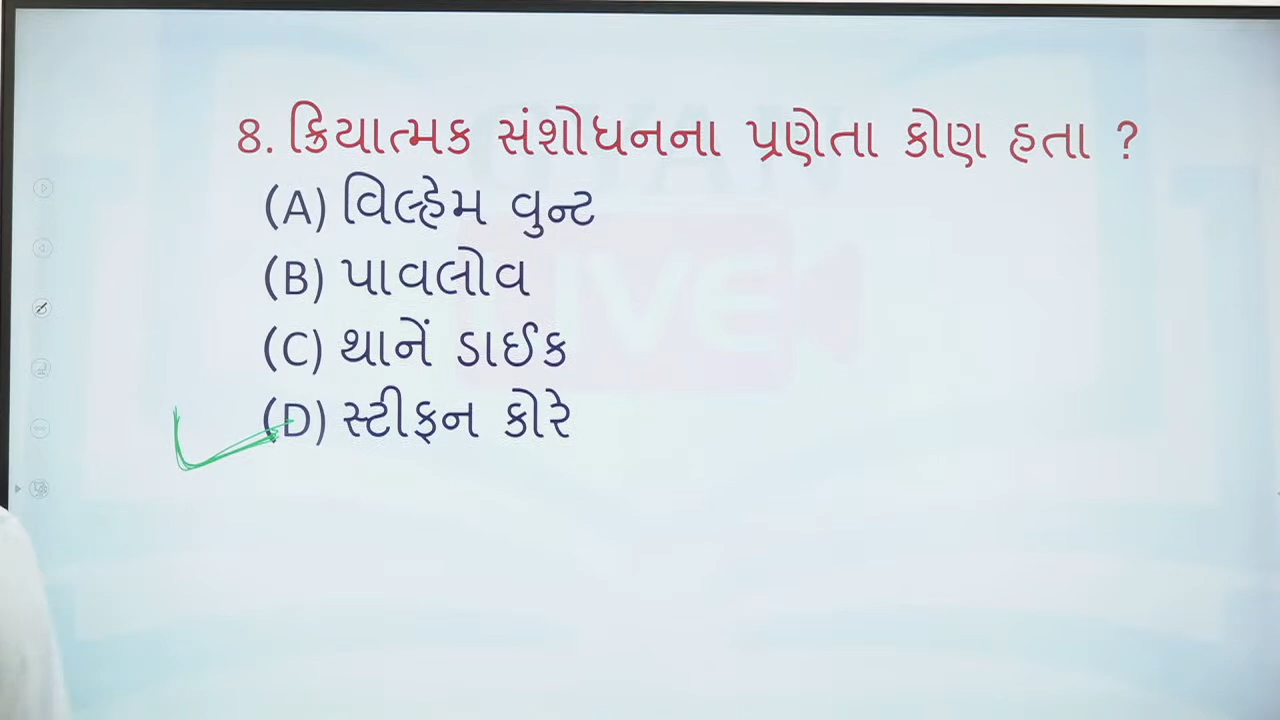 8. ક્રિયાત્મક સંશોધનના પ્રણેતા કોણ હતા ?
(A) વિલ્હેમ વુન્ટ
(B) પાવલોવ
(C) થાર્ને ડાઈક
(D) સ્ટીફન કોરે